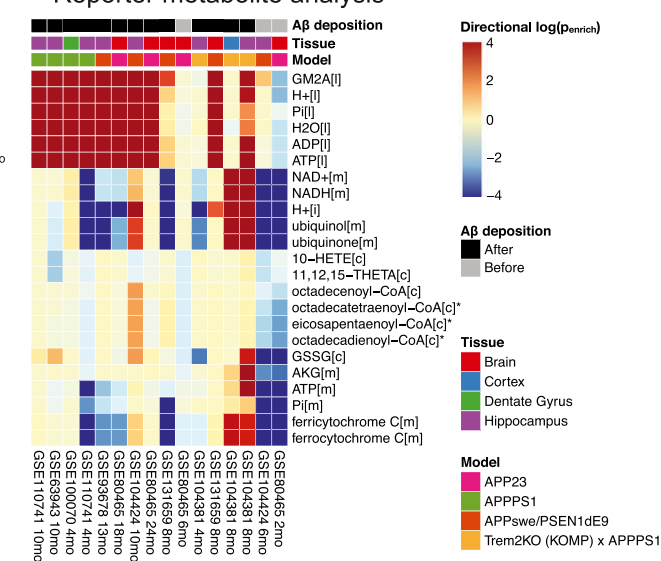 Reporter metabolite analysis
Aβ deposition
Tissue
Model
GM2A[l]
H+[l]
Pi[l]
H2O[l]
ADP[l]
ATP[l]
NAD+[m]
NADH[m]
H+[i]
ubiquinol[m]
ubiquinone[m]
10−HETE[c]
11,12,15−THETA[c]
octadecenoyl−CoA[c]
octadecatetraenoyl−CoA[c]*
eicosapentaenoyl−CoA[c]*
octadecadienoyl−CoA[c]*
GSSG[c]
AKG[m]
ATP[m]
Pi[m]
ferricytochrome C[m]
ferrocytochrome C[m]
GSE110741 10mo
GSE63943 10mo
GSE100070 4mo
GSE110741 4mo
GSE93678 13mo
GSE80465 18mo
GSE104424 10mo
GSE80465 24mo
GSE131659 8mo
GSE80465 6mo
GSE104381 4mo
GSE131659 8mo
GSE104381 8mo
GSE104381 8mo
GSE104424 6mo
GSE80465 2mo
Directional log(penrich)
4
2
0
−2
−4
Aβ deposition
After
Before
Tissue
Brain
Cortex
Dentate Gyrus
Hippocampus
Model
APP23
APPPS1
APPswe/PSEN1dE9
Trem2KO (KOMP) x APPPS1